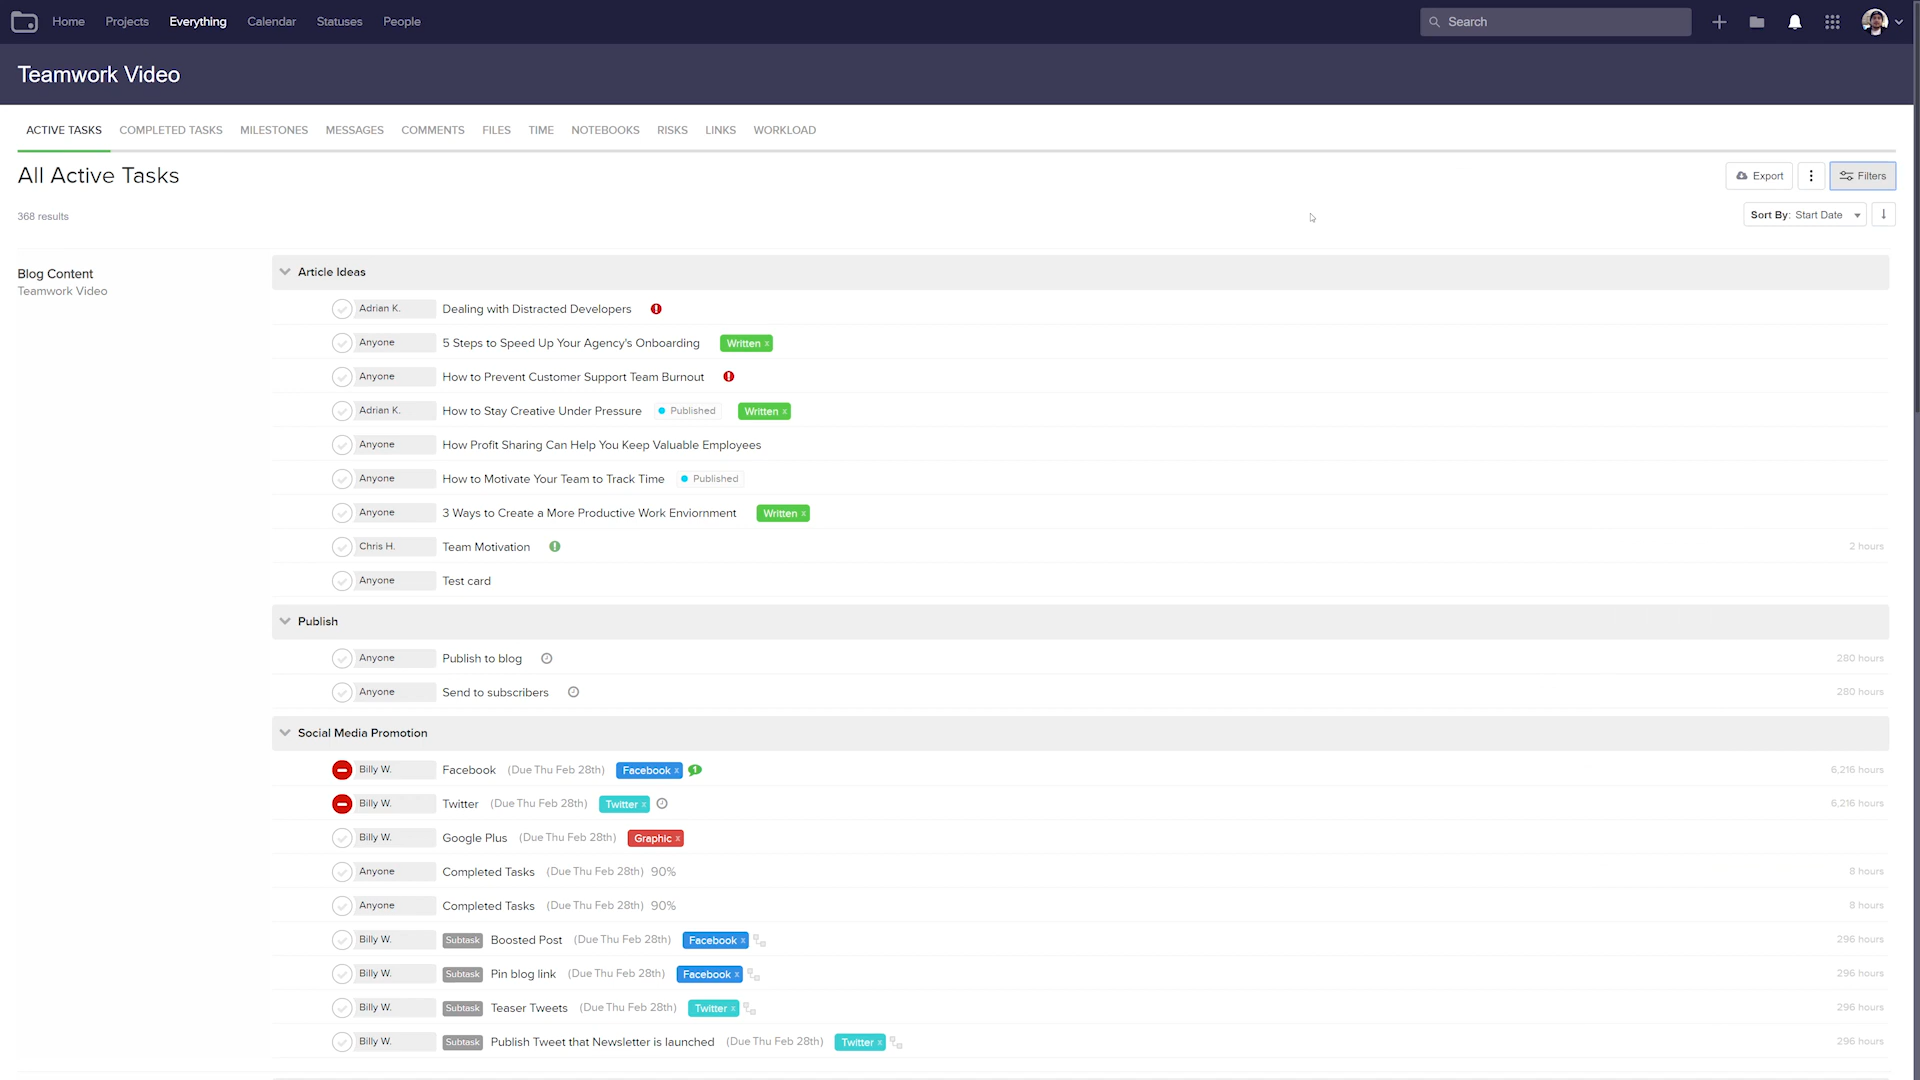 Home Projects Everything Calendar Statuses People Search
Teamwork Video
ACTIVE TASKS COMPLETED TASKS MILESTONES MESSAGES COMMENTS FILES TIME NOTEBOOKS RISKS LINKS WORKLOAD
All Active Tasks Export Filters
368 results Sort By: Start Date
Blog Content
Teamwork Video
Article Ideas
Adrian K. Dealing with Distracted Developers
Anyone 5 Steps to Speed Up Your Agency's Onboarding Written x
Anyone How to Prevent Customer Support Team Burnout
Adrian K. How to Stay Creative Under Pressure Published Written x
Anyone How Profit Sharing Can Help You Keep Valuable Employees
Anyone How to Motivate Your Team to Track Time Published
Anyone 3 Ways to Create a More Productive Work Enviornment Written x
Chris H. Team Motivation 2 hours
Anyone Test card
Publish
Anyone Publish to blog 280 hours
Anyone Send to subscribers 280 hours
Social Media Promotion
Billy W. Facebook (Due Thu Feb 28th) Facebook x 1 6,216 hours
Billy W. Twitter (Due Thu Feb 28th) Twitter x 6,216 hours
Billy W. Google Plus (Due Thu Feb 28th) Graphic x
Anyone Completed Tasks (Due Thu Feb 28th) 90% 8 hours
Anyone Completed Tasks (Due Thu Feb 28th) 90% 8 hours
Billy W. Subtask Boosted Post (Due Thu Feb 28th) Facebook x 296 hours
Billy W. Subtask Pin blog link (Due Thu Feb 28th) Facebook x 296 hours
Billy W. Subtask Teaser Tweets (Due Thu Feb 28th) Twitter x 296 hours
Billy W. Subtask Publish Tweet that Newsletter is launched (Due Thu Feb 28th) Twitter x 296 hours